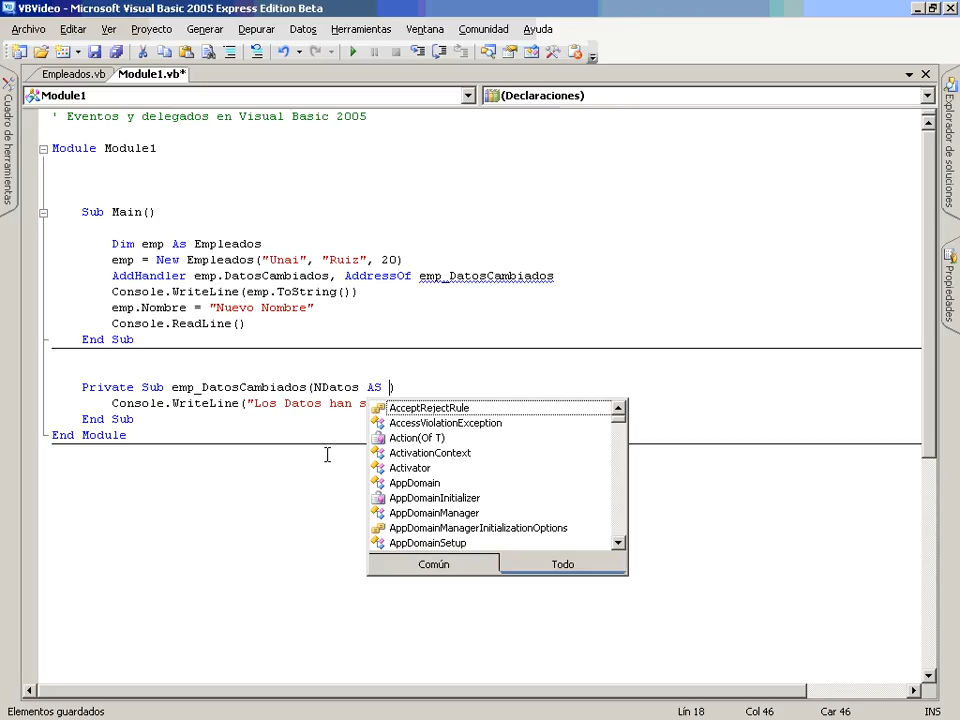 VBVideo - Microsoft Visual Basic 2005 Express Edition Beta
Archivo Editar Ver Proyecto Generar Depurar Datos Herramientas Ventana Comunidad Ayuda
Empleados.vb Module1.vb*
Module1 (Declaraciones)
Cuadro de herramientas
Explorador de soluciones
Propiedades
' Eventos y delegados en Visual Basic 2005
Module Module1
Sub Main()
Dim emp As Empleados
emp = New Empleados("Unai", "Ruiz", 20)
AddHandler emp.DatosCambiados, AddressOf emp_DatosCambiados
Console.WriteLine(emp.ToString())
emp.Nombre = "Nuevo Nombre"
Console.ReadLine()
End Sub
Private Sub emp_DatosCambiados(NDatos AS )
Console.WriteLine("Los Datos han s
End Sub
End Module
AcceptRejectRule
AccessViolationException
Action(Of T)
ActivationContext
Activator
AppDomain
AppDomainInitializer
AppDomainManager
AppDomainManagerInitializationOptions
AppDomainSetup
Común Todo
Elementos guardados Lín 18 Col 46 Car 46 INS